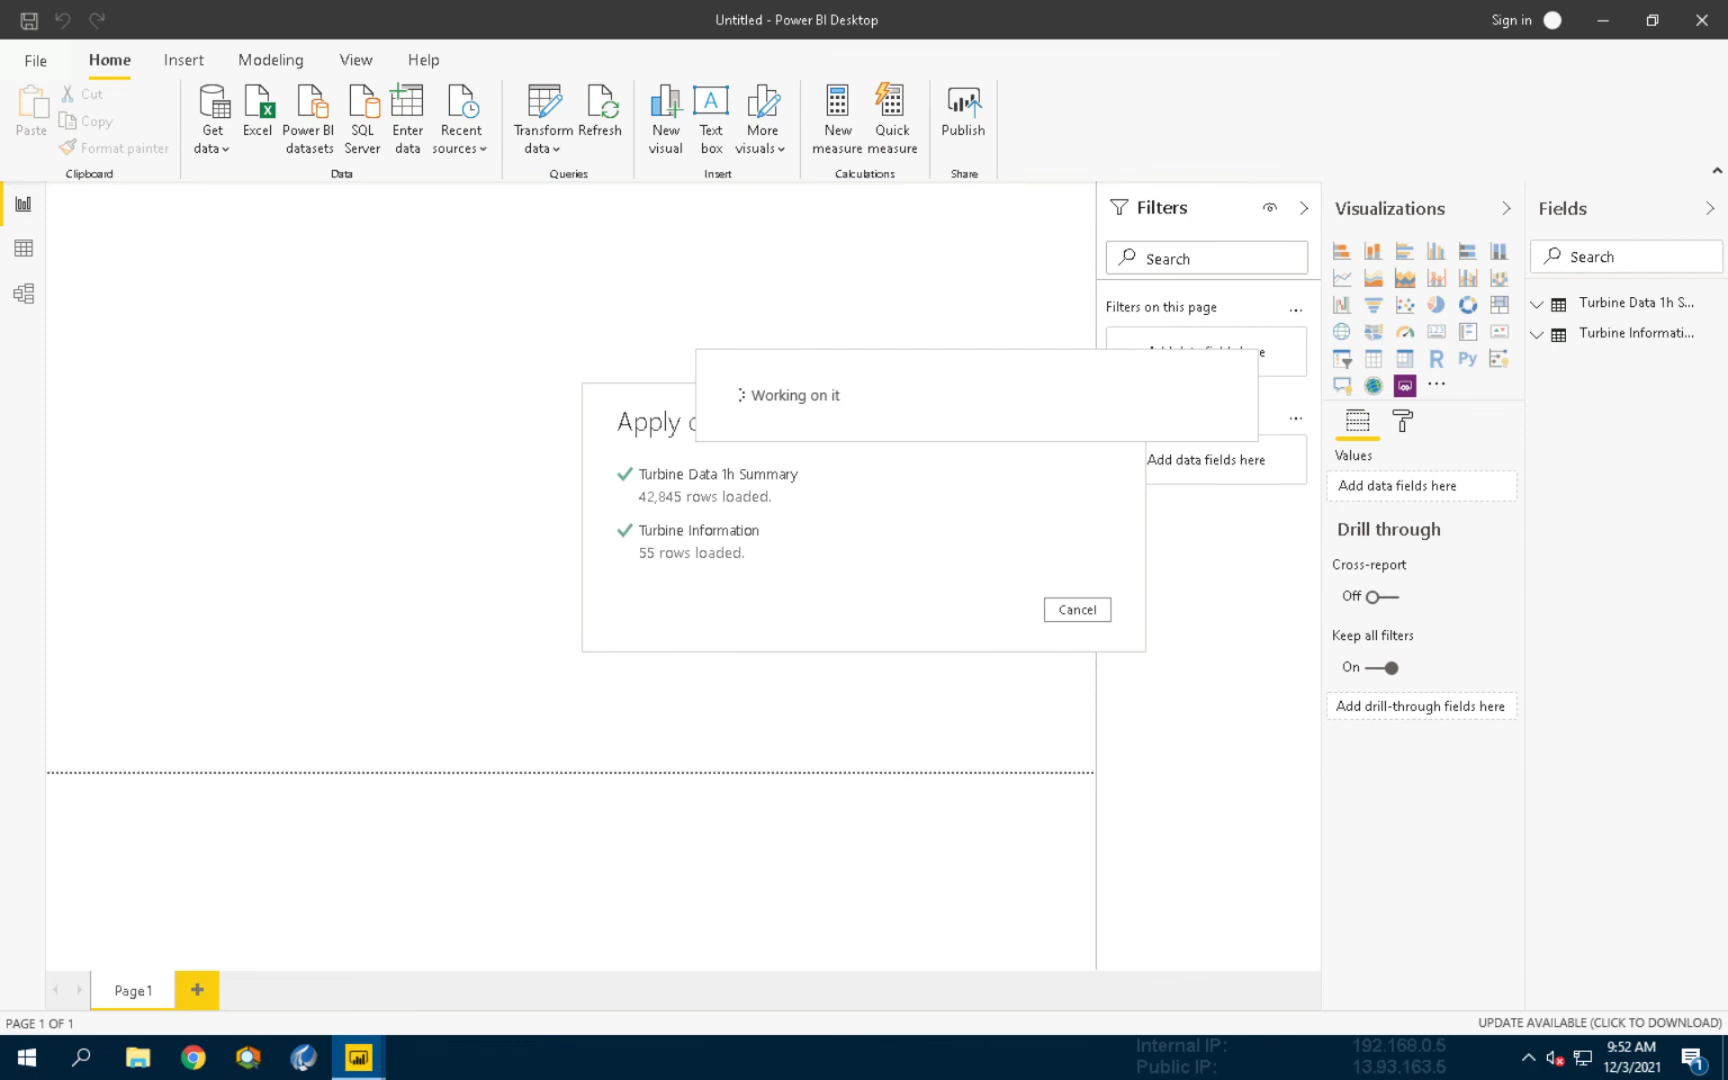 Untitled - Power BI Desktop
Sign in
File
Home
Insert
Modeling
View
Help
Paste
Cut
Copy
Format painter
Clipboard
Get
data
Excel
Power BI
datasets
SQL
Server
Enter
data
Recent
sources
Data
Transform
data
Refresh
Queries
New
visual
A
Text
box
More
visuals
Insert
New
measure
Quick
measure
Calculations
Publish
Share
Filters
Search
Filters on this page
...
Working on it
Apply
Turbine Data 1h Summary
42,845 rows loaded.
Turbine Information
55 rows loaded.
Cancel
...
Add data fields here
Visualizations
R
Py
...
Values
Add data fields here
Drill through
Cross-report
Off
Keep all filters
On
Add drill-through fields here
Fields
Search
Turbine Data 1h S...
Turbine Informati...
Page1
PAGE 1 OF 1
UPDATE AVAILABLE (CLICK TO DOWNLOAD)
Internal IP: 192.168.0.5
Public IP: 13.93.163.5
9:52 AM
12/3/2021
1